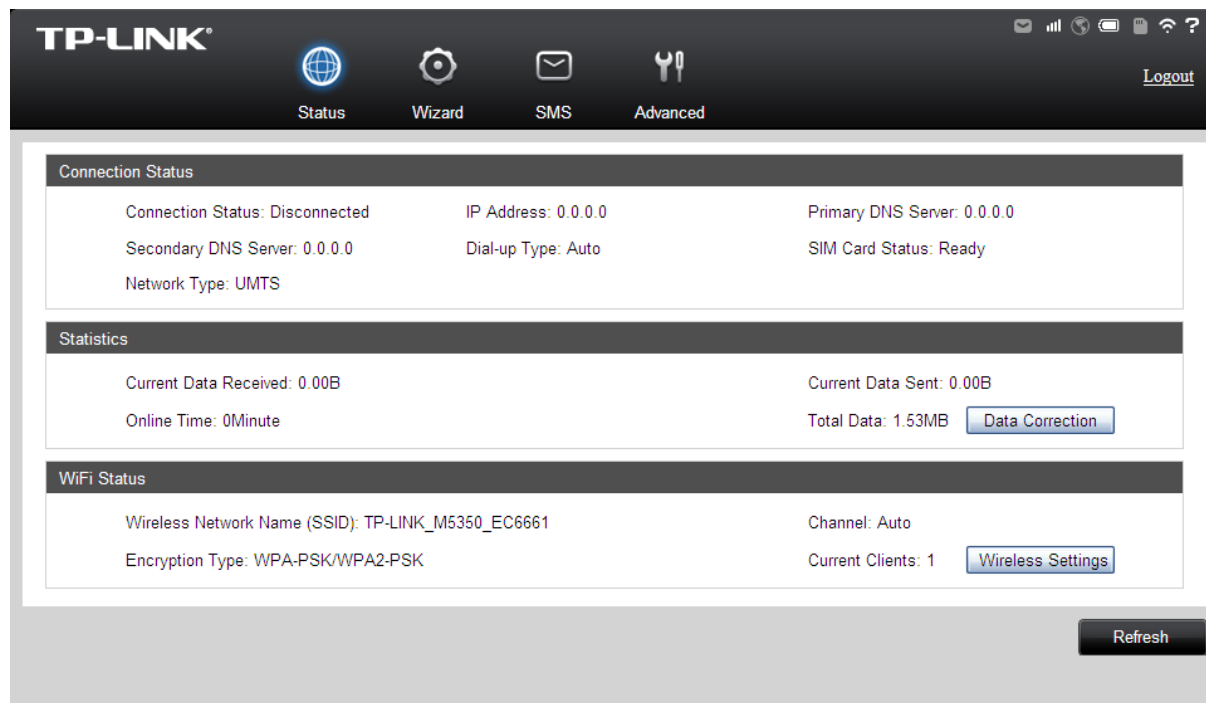 TP-LINK
?
Logout
Status Wizard SMS Advanced
Connection Status
Connection Status: Disconnected IP Address: 0.0.0.0 Primary DNS Server: 0.0.0.0
Secondary DNS Server: 0.0.0.0 Dial-up Type: Auto SIM Card Status: Ready
Network Type: UMTS
Statistics
Current Data Received: 0.00B Current Data Sent: 0.00B
Online Time: 0Minute Total Data: 1.53MB Data Correction
WiFi Status
Wireless Network Name (SSID): TP-LINK_M5350_EC6661 Channel: Auto
Encryption Type: WPA-PSK/WPA2-PSK Current Clients: 1 Wireless Settings
Refresh